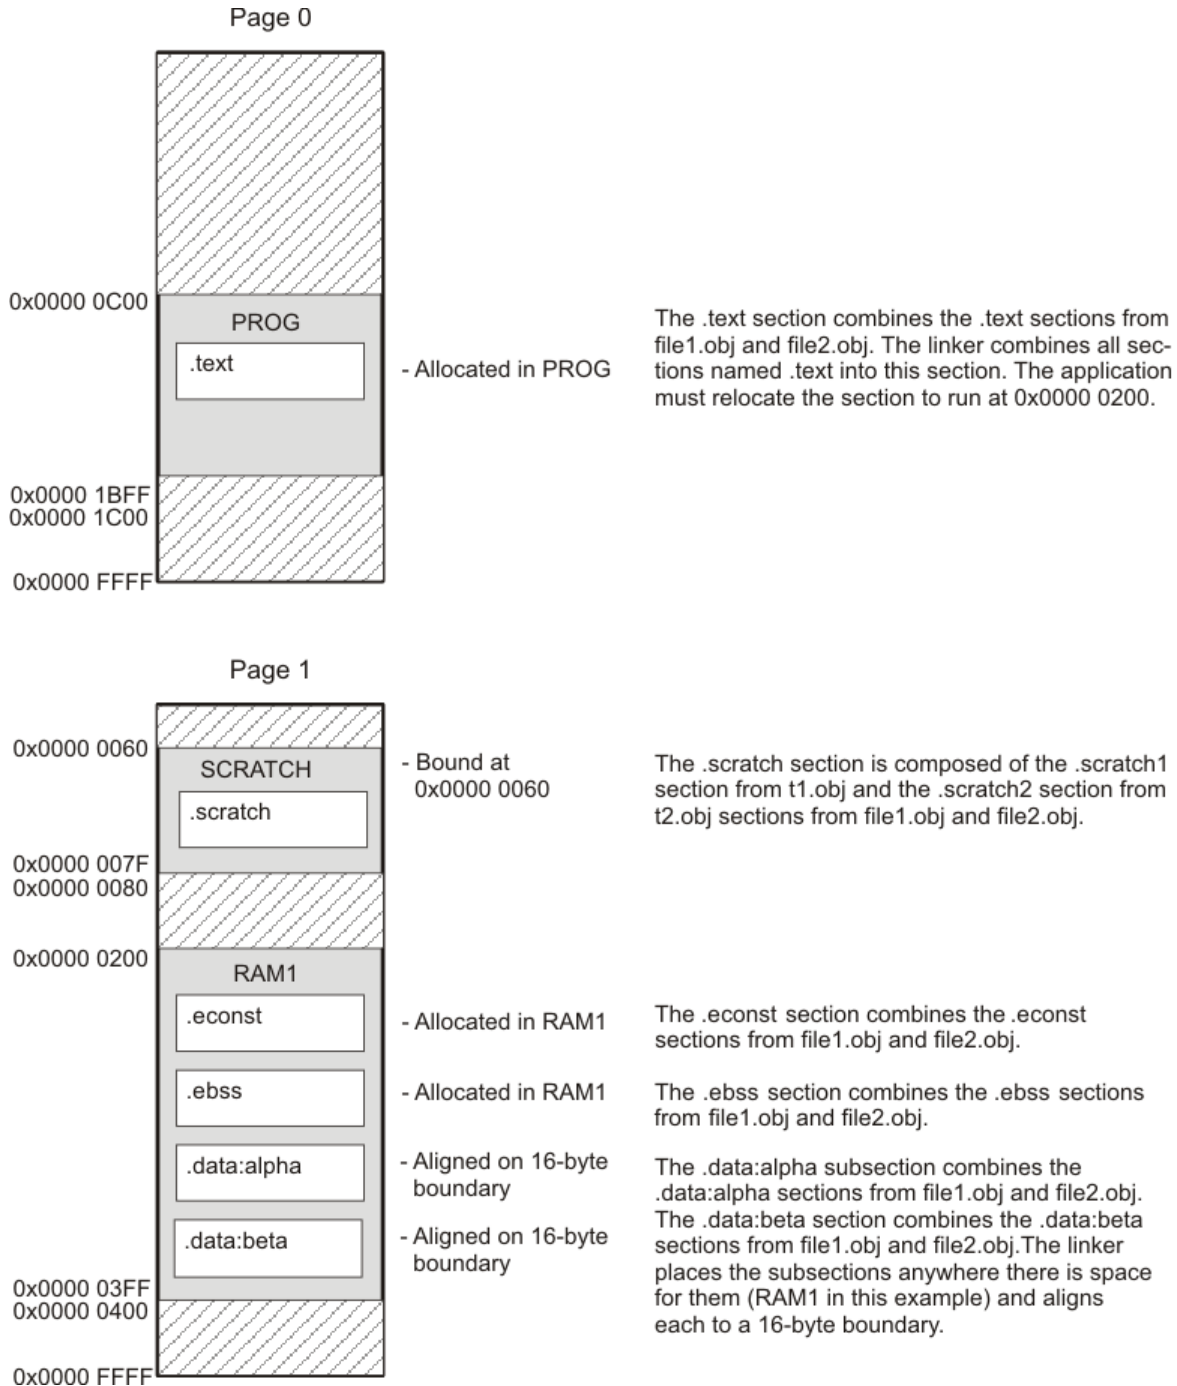 Page 0
0x0000 0C00
PROG
.text
- Allocated in PROG
The .text section combines the .text sections from
file1.obj and file2.obj. The linker combines all sec-
tions named .text into this section. The application
must relocate the section to run at 0x0000 0200.
0x0000 1BFF
0x0000 1C00
0x0000 FFFF
Page 1
0x0000 0060
SCRATCH
.scratch
- Bound at
0x0000 0060
The .scratch section is composed of the .scratch1
section from t1.obj and the .scratch2 section from
t2.obj sections from file1.obj and file2.obj.
0x0000 007F
0x0000 0080
0x0000 0200
RAM1
.econst
- Allocated in RAM1
The .econst section combines the .econst
sections from file1.obj and file2.obj.
.ebss
- Allocated in RAM1
The .ebss section combines the .ebss sections
from file1.obj and file2.obj.
.data:alpha
- Aligned on 16-byte
boundary
The .data:alpha subsection combines the
.data:alpha sections from file1.obj and file2.obj.
.data:beta
- Aligned on 16-byte
boundary
The .data:beta section combines the .data:beta
sections from file1.obj and file2.obj.The linker
places the subsections anywhere there is space
for them (RAM1 in this example) and aligns
each to a 16-byte boundary.
0x0000 03FF
0x0000 0400
0x0000 FFFF